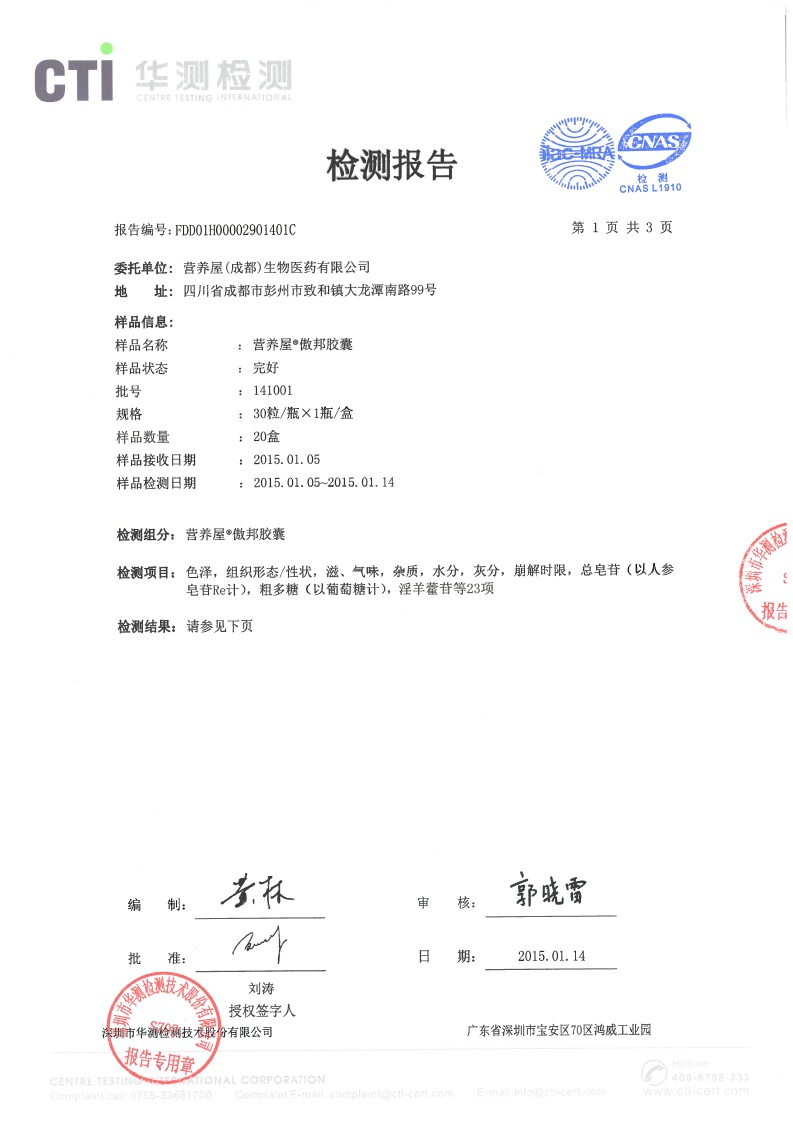 CTI 华测检测
CENTRE TESTING INTERNATIONAL
检测报告
ilac-MRA
CNAS
检 测
CNAS L1910
报告编号: FDD01H00002901401C
第 1 页 共 3 页
委托单位: 营养屋(成都)生物医药有限公司
地 址: 四川省成都市彭州市致和镇大龙潭南路99号
样品信息:
样品名称 : 营养屋®傲邦胶囊
样品状态 : 完好
批号 : 141001
规格 : 30粒/瓶×1瓶/盒
样品数量 : 20盒
样品接收日期 : 2015.01.05
样品检测日期 : 2015.01.05~2015.01.14
检测组分: 营养屋®傲邦胶囊
检测项目: 色泽, 组织形态/性状, 滋、气味, 杂质, 水分, 灰分, 崩解时限, 总皂苷 (以人参
皂苷Re计), 粗多糖 (以葡萄糖计), 淫羊藿苷等23项
检测结果: 请参见下页
深圳市华测检
报告
编 制: 黄林
审 核: 郭晓雷
批 准:
日 期: 2015.01.14
刘涛
授权签字人
深圳市华测检测技术股份有限公司
报告专用章
深圳市华测检测技术股份有限公司
广东省深圳市宝安区70区鸿威工业园
CENTRE TESTING INTERNATIONAL CORPORATION
Hotline
400-6788-333
Complaint call: 0755-33681700 Complaint E-mail: complaint@cti-cert.com E-mail:info@cti-cert.com www.cti-cert.com